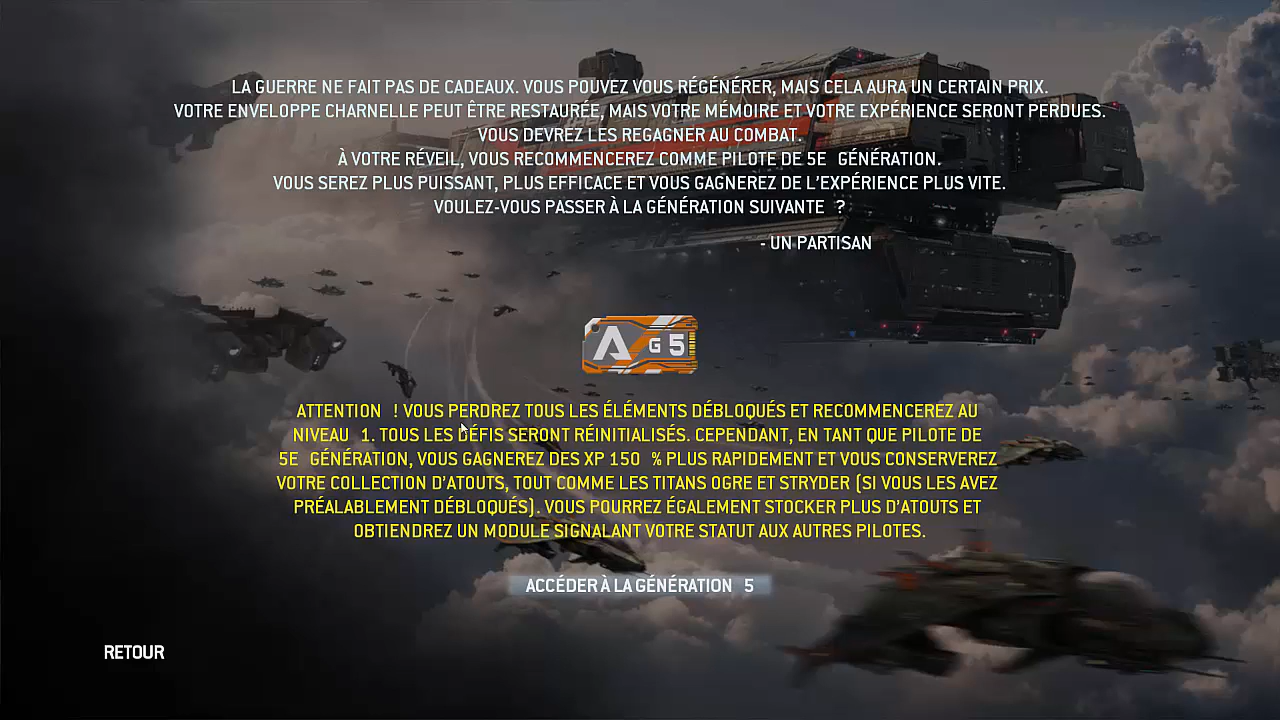 LA GUERRE NE FAIT PAS DE CADEAUX. VOUS POUVEZ VOUS RÉGÉNÉRER, MAIS CELA AURA UN CERTAIN PRIX.
VOTRE ENVELOPPE CHARNELLE PEUT ÊTRE RESTAURÉE, MAIS VOTRE MÉMOIRE ET VOTRE EXPÉRIENCE SERONT PERDUES.
VOUS DEVREZ LES REGAGNER AU COMBAT.
À VOTRE RÉVEIL, VOUS RECOMMENCEREZ COMME PILOTE DE 5E GÉNÉRATION.
VOUS SEREZ PLUS PUISSANT, PLUS EFFICACE ET VOUS GAGNEREZ DE L'EXPÉRIENCE PLUS VITE.
VOULEZ-VOUS PASSER À LA GÉNÉRATION SUIVANTE ?
- UN PARTISAN
G 5
ATTENTION ! VOUS PERDREZ TOUS LES ÉLÉMENTS DÉBLOQUÉS ET RECOMMENCEREZ AU
NIVEAU 1. TOUS LES DÉFIS SERONT RÉINITIALISÉS. CEPENDANT, EN TANT QUE PILOTE DE
5E GÉNÉRATION, VOUS GAGNEREZ DES XP 150 % PLUS RAPIDEMENT ET VOUS CONSERVEREZ
VOTRE COLLECTION D'ATOUTS, TOUT COMME LES TITANS OGRE ET STRYDER (SI VOUS LES AVEZ
PRÉALABLEMENT DÉBLOQUÉS). VOUS POURREZ ÉGALEMENT STOCKER PLUS D'ATOUTS ET
OBTIENDREZ UN MODULE SIGNALANT VOTRE STATUT AUX AUTRES PILOTES.
ACCÉDER À LA GÉNÉRATION 5
RETOUR